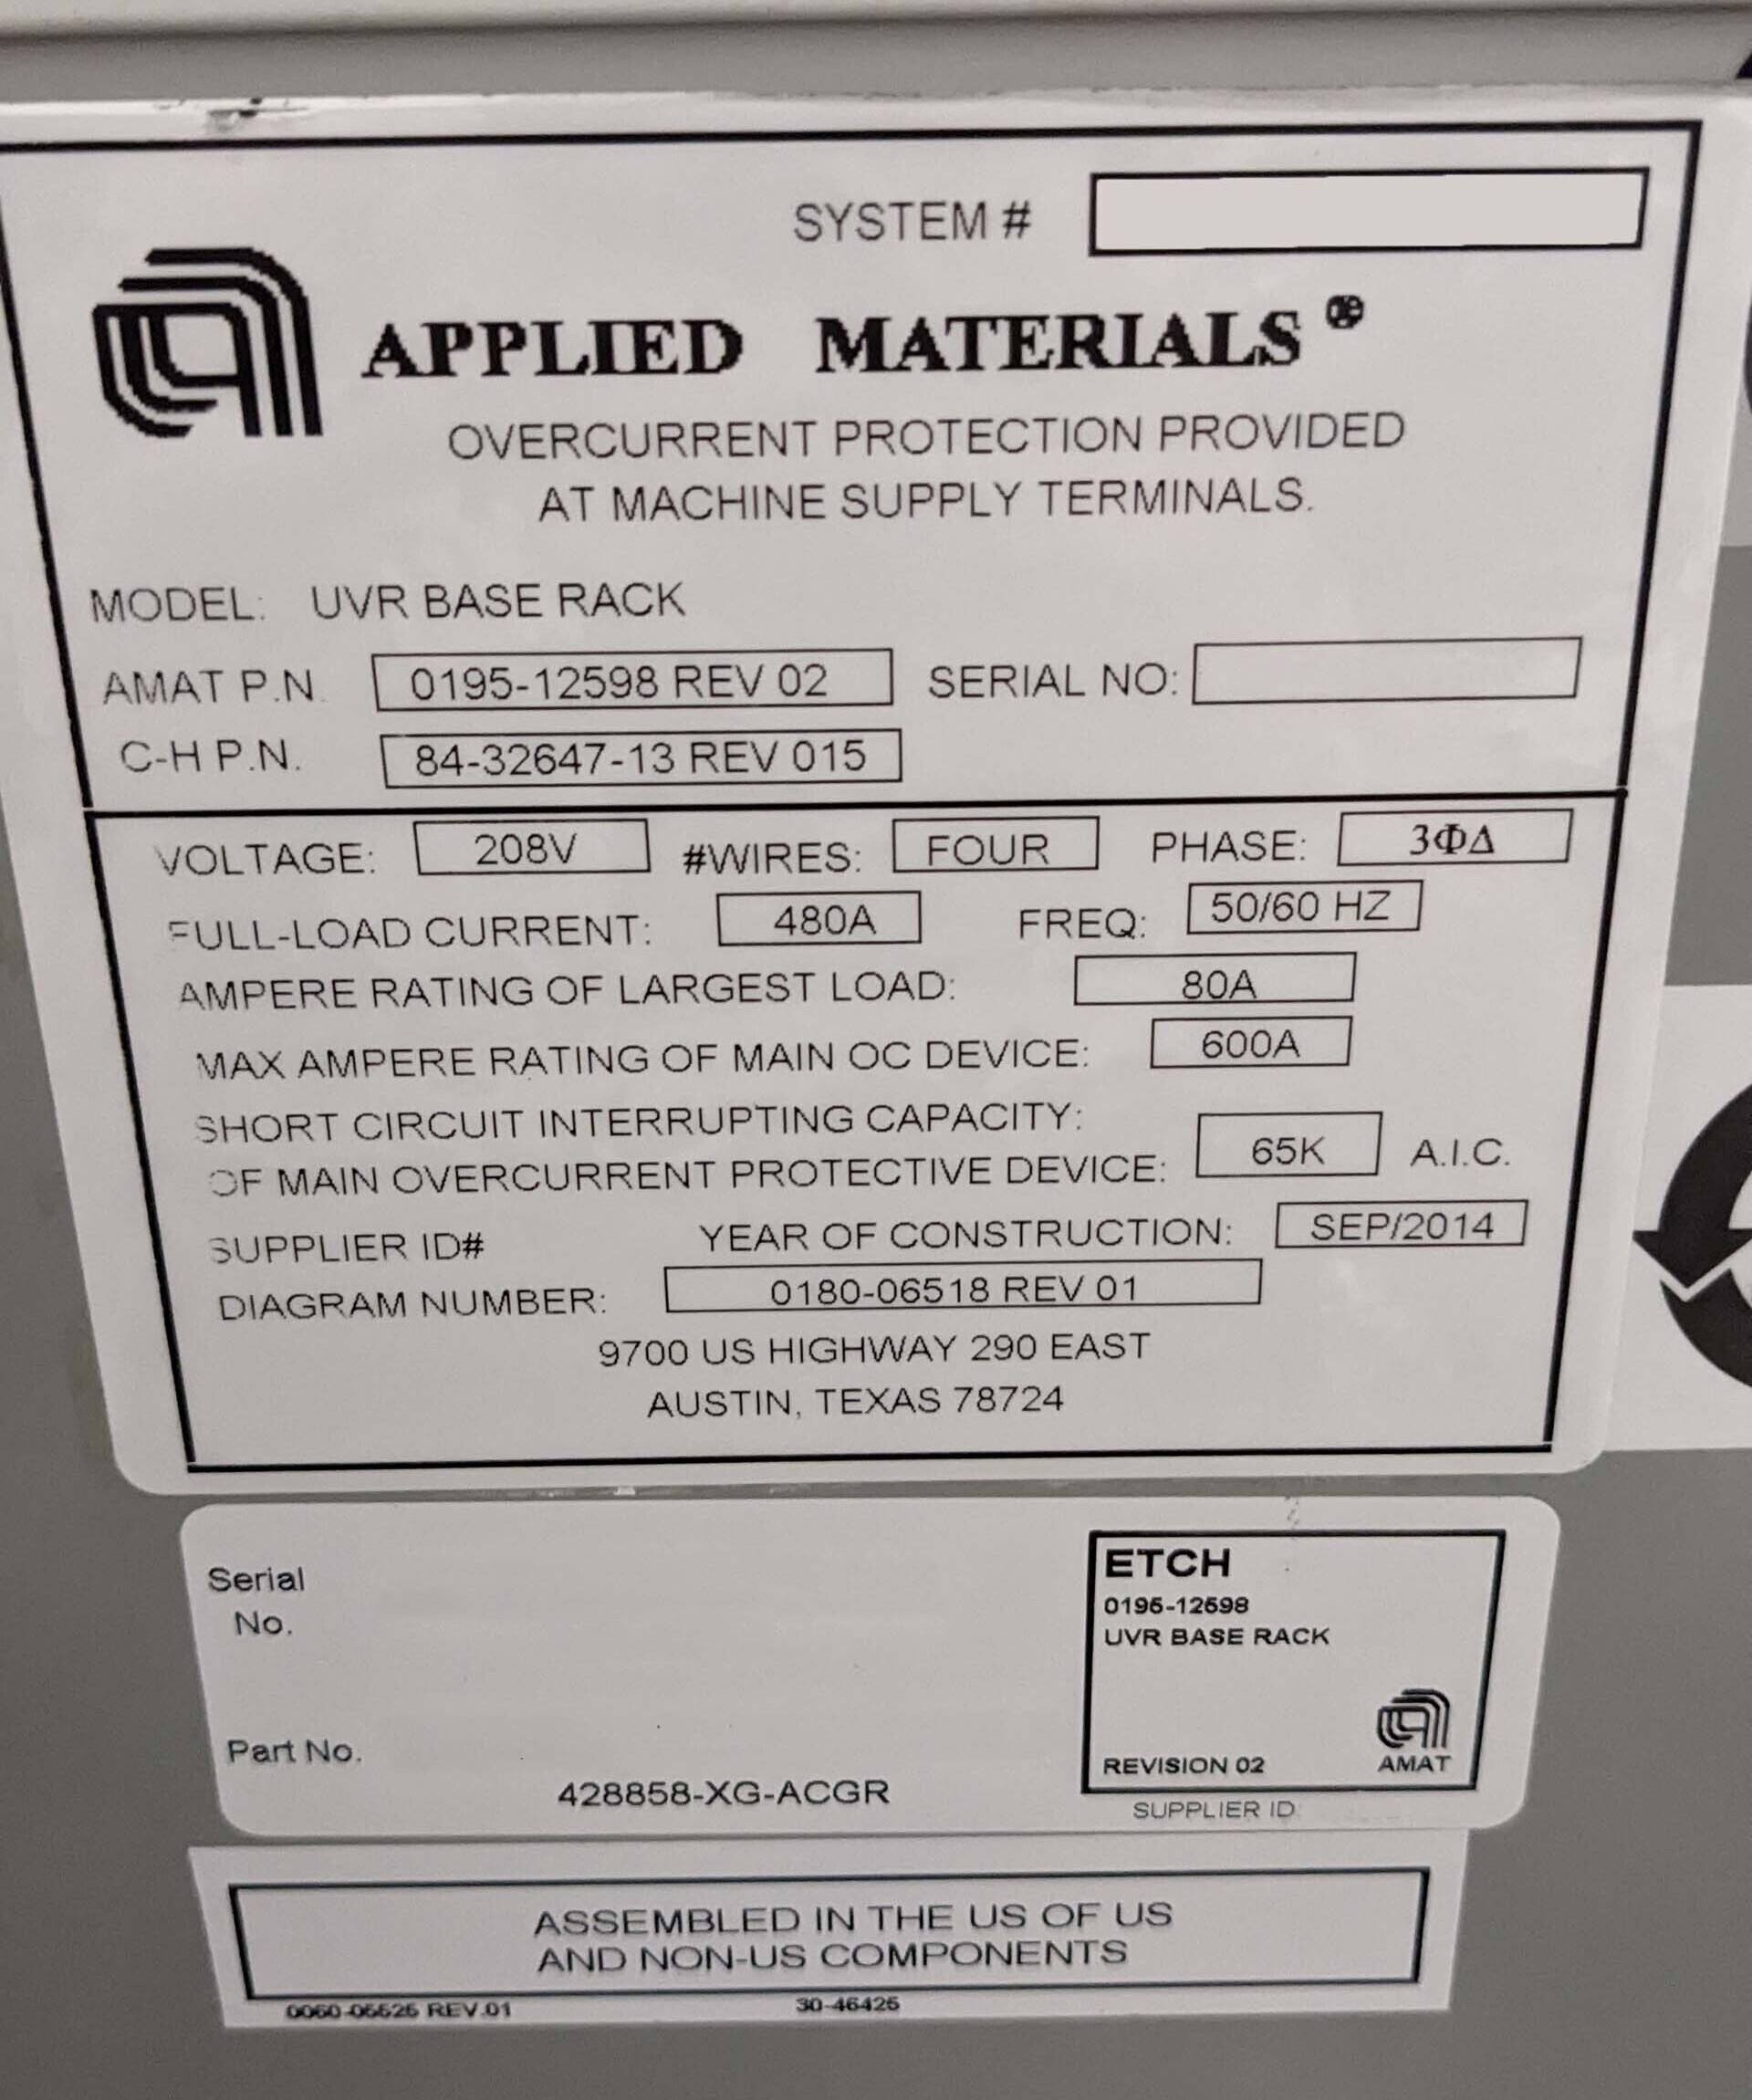 SYSTEM #
APPLIED MATERIALS®
OVERCURRENT PROTECTION PROVIDED
AT MACHINE SUPPLY TERMINALS.
MODEL: UVR BASE RACK
AMAT P.N. 0195-12598 REV 02 SERIAL NO:
C-H P.N. 84-32647-13 REV 015
VOLTAGE: 208V #WIRES: FOUR PHASE: 3ΦΔ
FULL-LOAD CURRENT: 480A FREQ: 50/60 HZ
AMPERE RATING OF LARGEST LOAD: 80A
MAX AMPERE RATING OF MAIN OC DEVICE: 600A
SHORT CIRCUIT INTERRUPTING CAPACITY:
OF MAIN OVERCURRENT PROTECTIVE DEVICE: 65K A.I.C.
SUPPLIER ID# YEAR OF CONSTRUCTION: SEP/2014
DIAGRAM NUMBER: 0180-06518 REV 01
9700 US HIGHWAY 290 EAST
AUSTIN, TEXAS 78724
Serial
No.
Part No.
428858-XG-ACGR
ETCH
0195-12598
UVR BASE RACK
REVISION 02 AMAT
SUPPLIER ID
ASSEMBLED IN THE US OF US
AND NON-US COMPONENTS
0060-05525 REV.01 30-46425